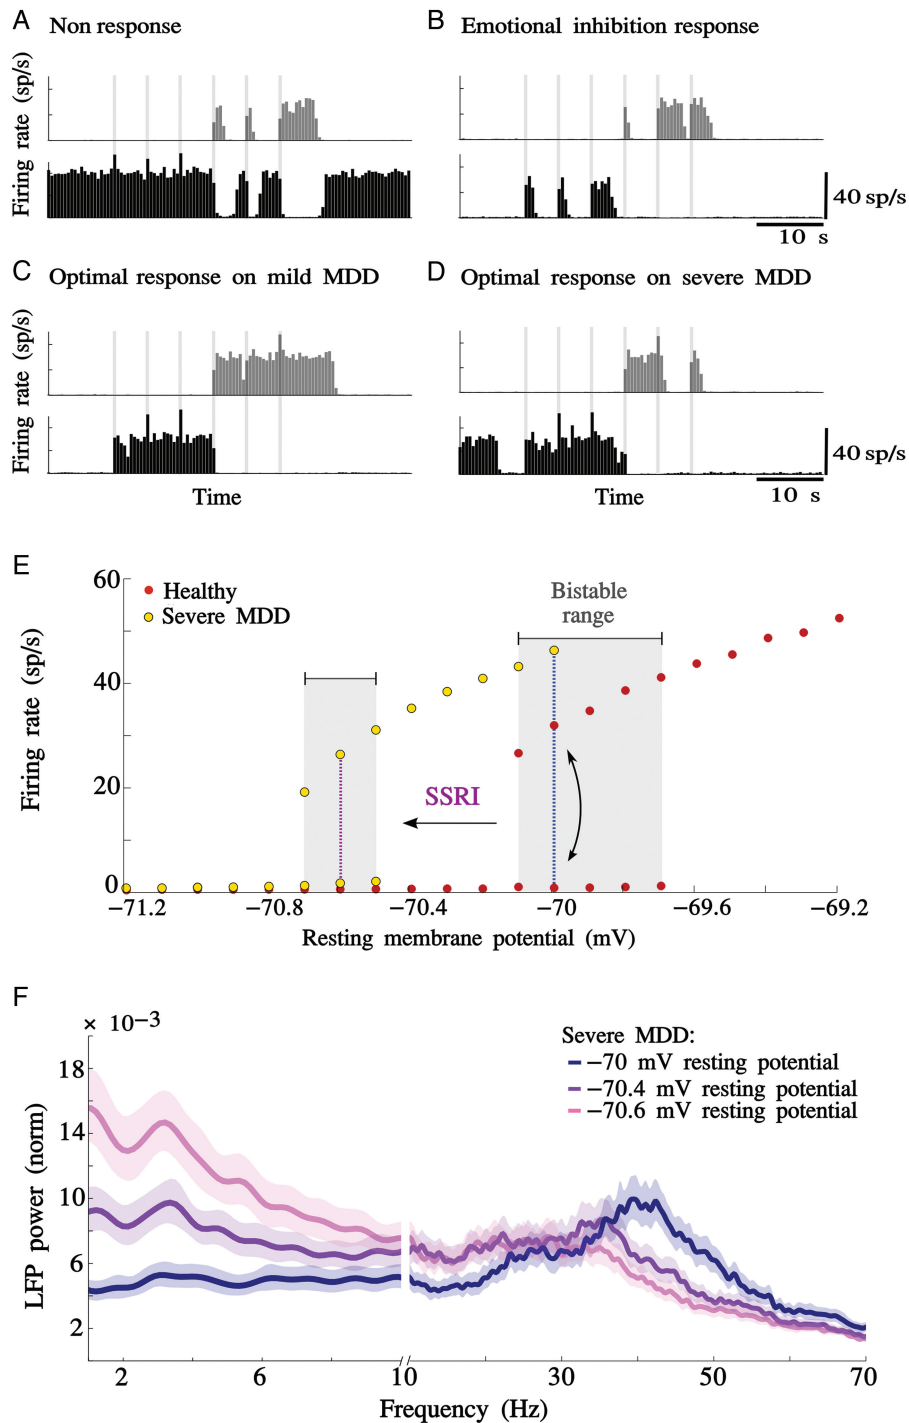 A Non response
B Emotional inhibition response
Firing rate (sp/s)
40 sp/s
10 s
C Optimal response on mild MDD
D Optimal response on severe MDD
Firing rate (sp/s)
Firing rate (sp/s)
40 sp/s
Time
Time
10 s
E
60
40
20
0
Firing rate (sp/s)
Healthy
Severe MDD
Bistable
range
SSRI
−71.2 −70.8 −70.4 −70 −69.6 −69.2
Resting membrane potential (mV)
F
× 10−3
18
14
10
6
2
LFP power (norm)
Severe MDD:
−70 mV resting potential
−70.4 mV resting potential
−70.6 mV resting potential
2 6 10 30 50 70
Frequency (Hz)